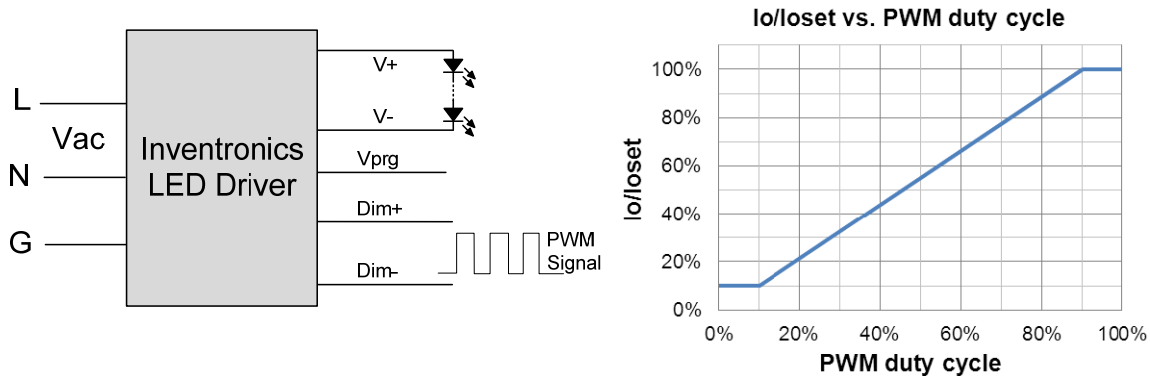 L
Vac
N
G
Inventronics
LED Driver
V+
V-
Vprg
Dim+
Dim-
PWM
Signal
Io/Ioset vs. PWM duty cycle
Io/Ioset
100%
80%
60%
40%
20%
0%
0% 20% 40% 60% 80% 100%
PWM duty cycle